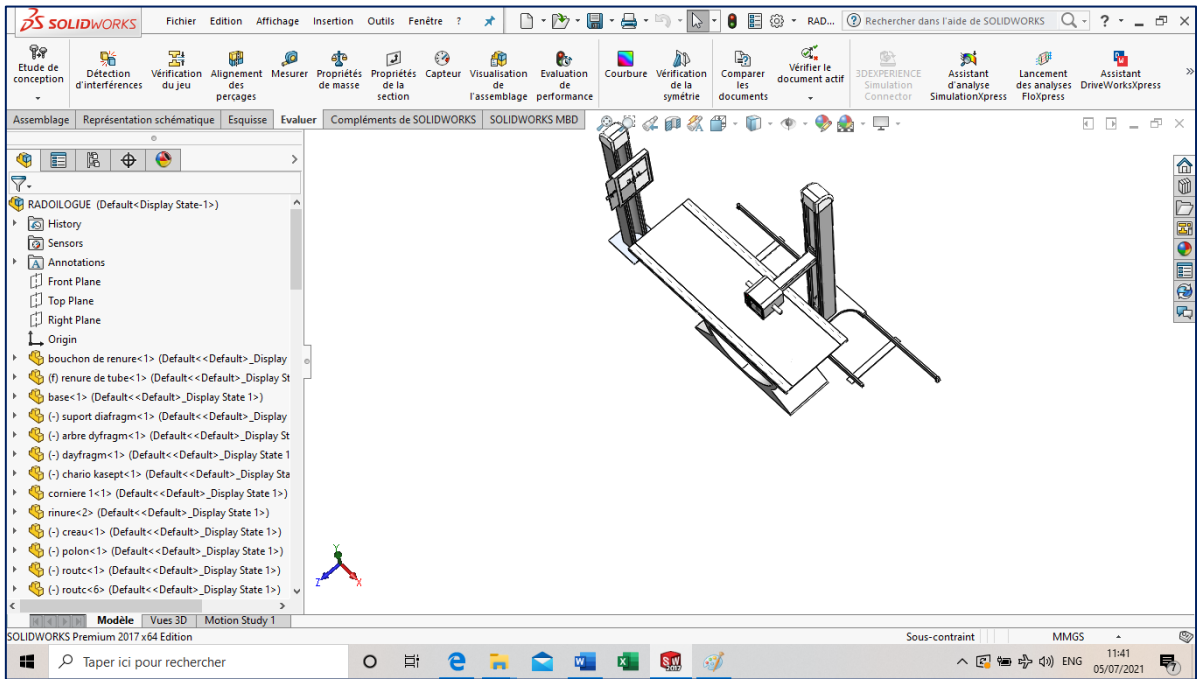 SOLIDWORKS Fichier Edition Affichage Insertion Outils Fenêtre ? RAD... Rechercher dans l'aide de SOLIDWORKS ?
Etude de conception
Détection d'interférences
Vérification du jeu
Alignement des perçages
Mesurer
Propriétés de masse
Propriétés de la section
Capteur
Visualisation de l'assemblage
Evaluation de performance
Courbure
Vérification de la symétrie
Comparer les documents
Vérifier le document actif
3DEXPERIENCE Simulation Connector
Assistant d'analyse SimulationXpress
Lancement des analyses FloXpress
Assistant DriveWorksXpress
Assemblage Représentation schématique Esquisse Evaluer Compléments de SOLIDWORKS SOLIDWORKS MBD
RADOILOGUE (Default<Display State-1>)
History
Sensors
Annotations
Front Plane
Top Plane
Right Plane
Origin
bouchon de renure<1> (Default<<Default>_Display
(f) renure de tube<1> (Default<<Default>_Display St
base<1> (Default<<Default>_Display State 1>)
(-) suport diafragm<1> (Default<<Default>_Display
(-) arbre dyfragm<1> (Default<<Default>_Display St
(-) dayfragm<1> (Default<<Default>_Display State 1
(-) chario kasept<1> (Default<<Default>_Display Sta
corniere 1<1> (Default<<Default>_Display State 1>)
rinure<2> (Default<<Default>_Display State 1>)
(-) creau<1> (Default<<Default>_Display State 1>)
(-) polon<1> (Default<<Default>_Display State 1>)
(-) routc<1> (Default<<Default>_Display State 1>)
(-) routc<6> (Default<<Default>_Display State 1>)
Y
Z X
Modèle Vues 3D Motion Study 1
SOLIDWORKS Premium 2017 x64 Edition Sous-contraint MMGS
Taper ici pour rechercher ENG 11:41
05/07/2021